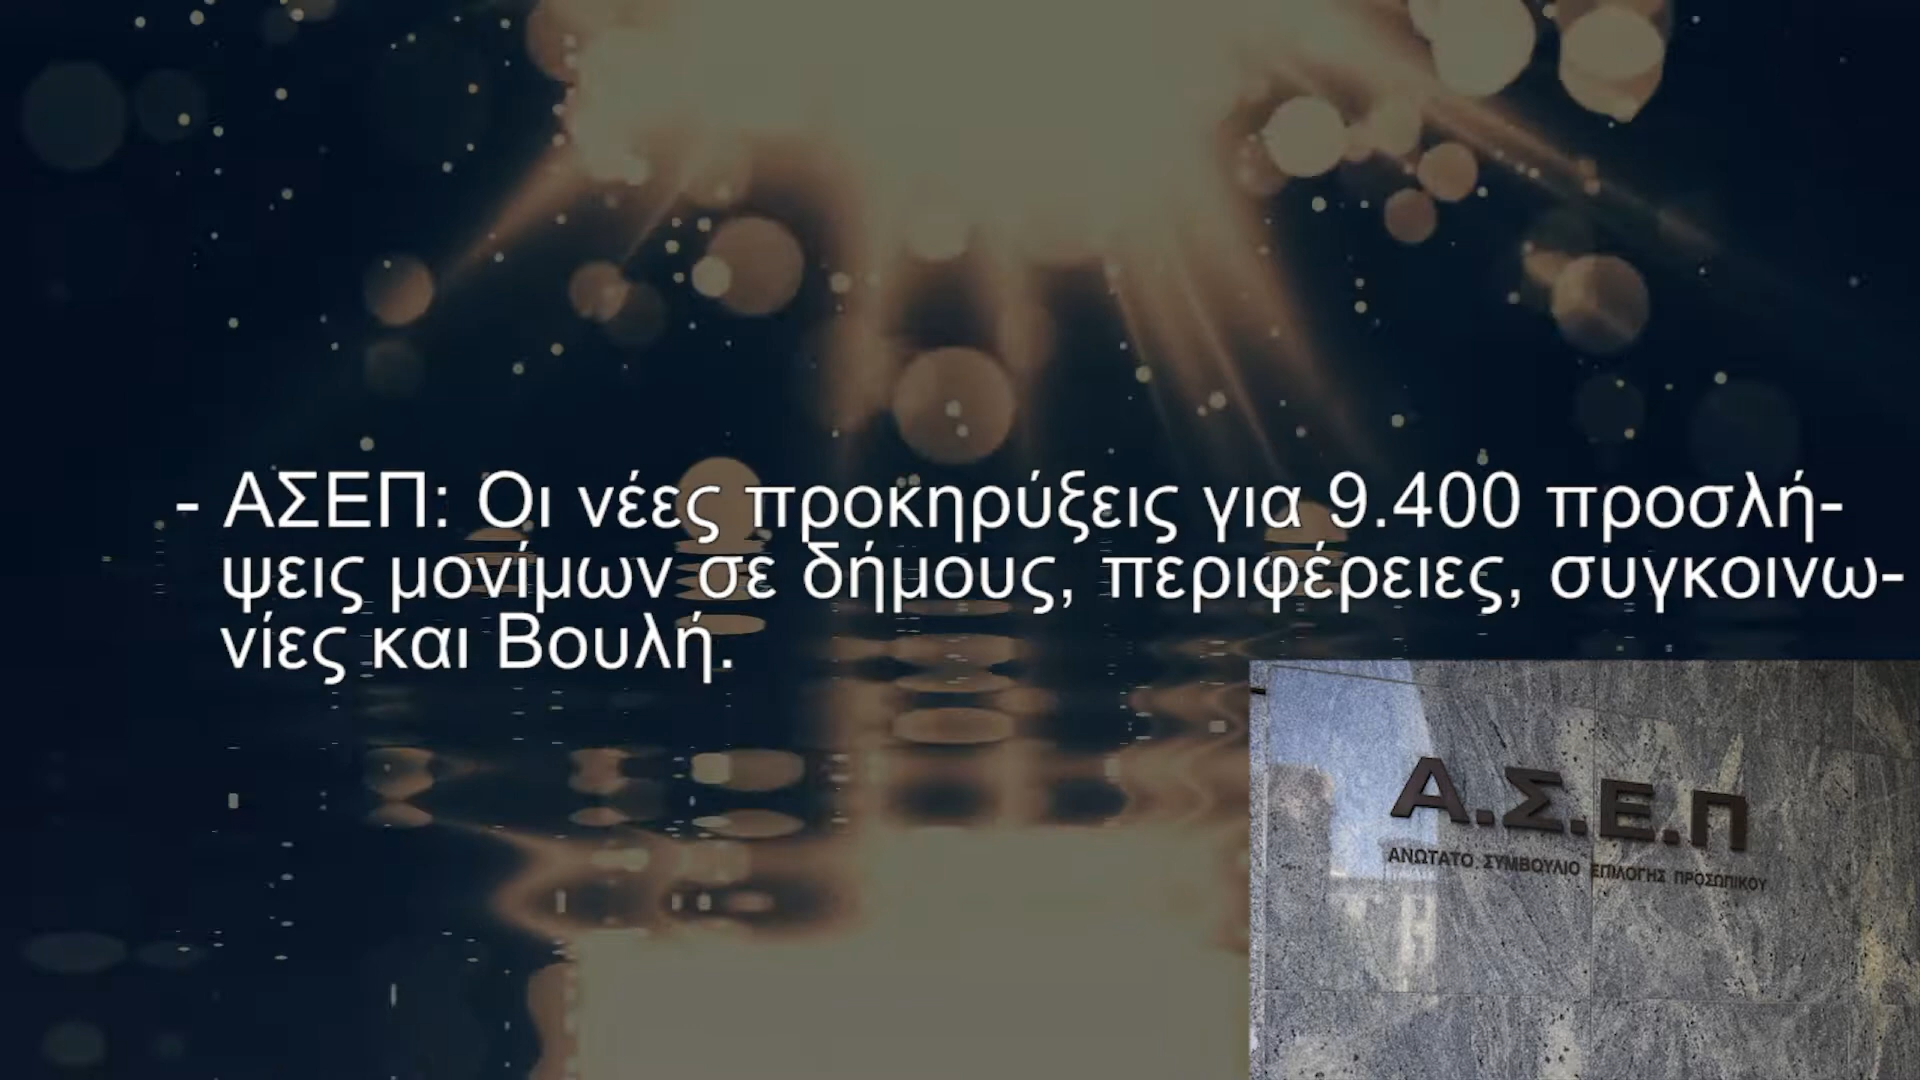 - ΑΣΕΠ: Οι νέες προκηρύξεις για 9.400 προσλή-
ψεις μονίμων σε δήμους, περιφέρειες, συγκοινω-
νίες και Βουλή.
Α.Σ.Ε.Π
ΑΝΩΤΑΤΟ ΣΥΜΒΟΥΛΙΟ ΕΠΙΛΟΓΗΣ ΠΡΟΣΩΠΙΚΟΥ